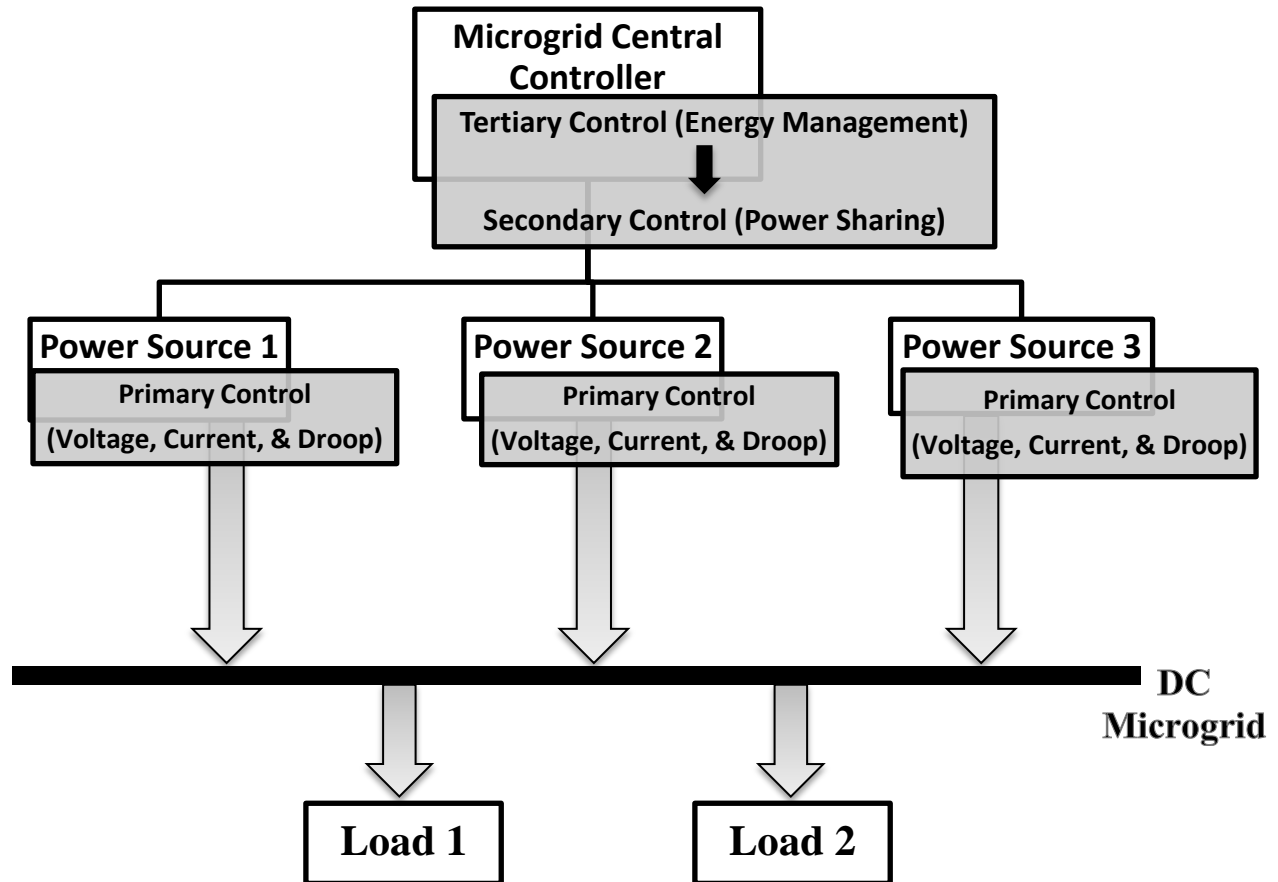 Microgrid Central
Controller
Tertiary Control (Energy Management)
Secondary Control (Power Sharing)
Power Source 1
Primary Control
(Voltage, Current, & Droop)
Power Source 2
Primary Control
(Voltage, Current, & Droop)
Power Source 3
Primary Control
(Voltage, Current, & Droop)
DC
Microgrid
Load 1
Load 2